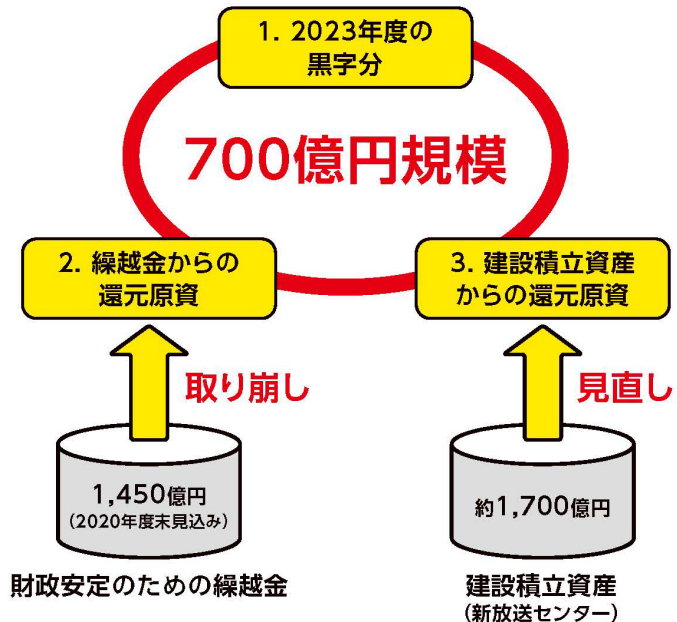 1. 2023年度の
黒字分
700億円規模
2. 繰越金からの
還元原資
3. 建設積立資産
からの還元原資
取り崩し
見直し
1,450億円
(2020年度末見込み)
約1,700億円
財政安定のための繰越金
建設積立資産
(新放送センター)